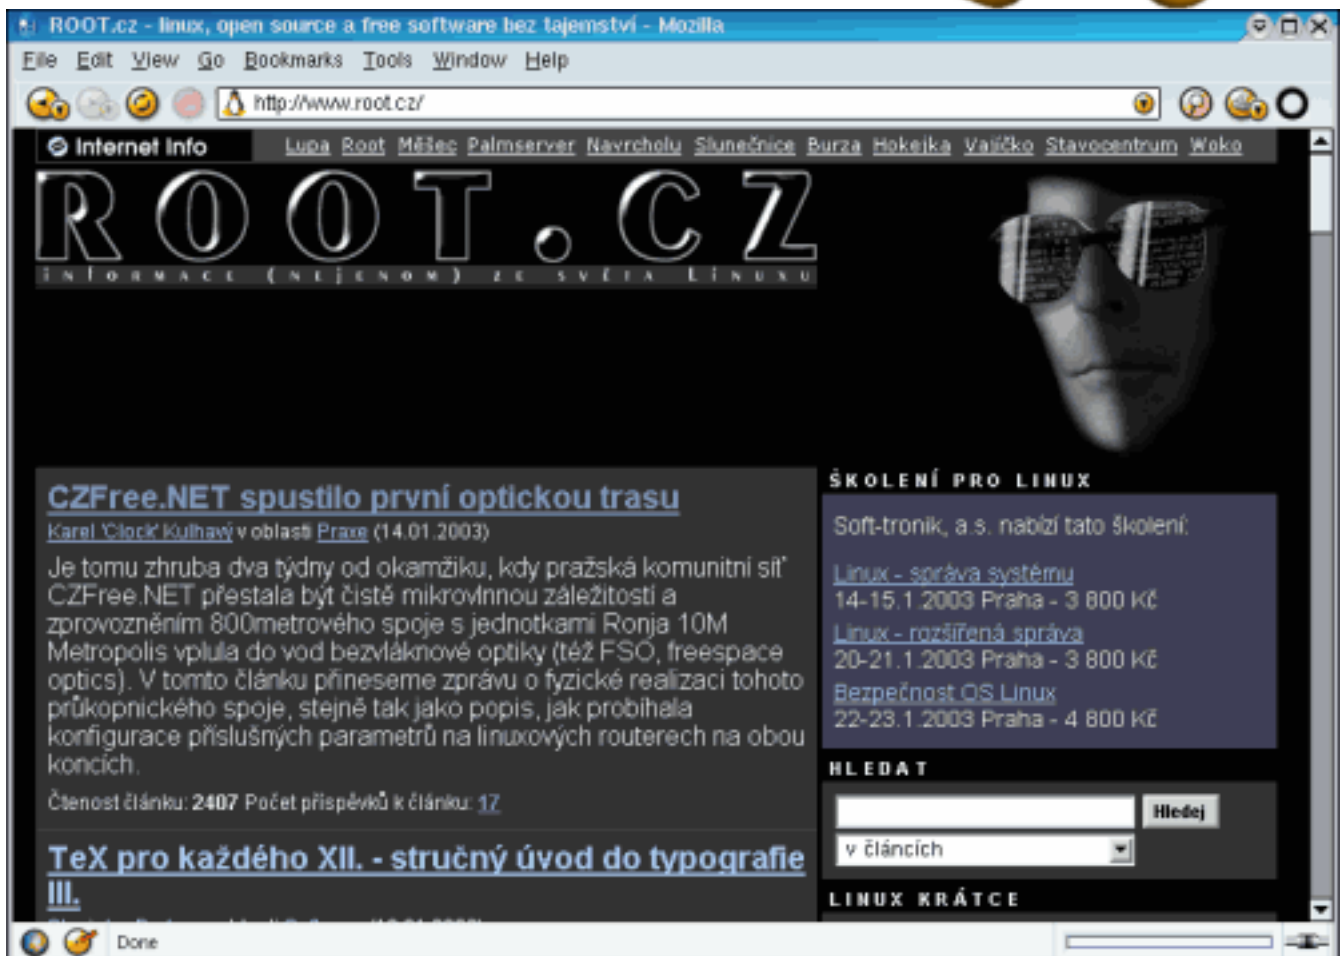 ROOT.cz - linux, open source a free software bez tajemství - Mozilla
File Edit View Go Bookmarks Tools Window Help
http://www.root.cz/
Internet Info Lupa Root Měšec Palmserver Navrcholu Slunečnice Burza Hokejka Vajíčko Stavocentrum Woko
ROOT.CZ
informace (nejenom) ze světa Linuxu
CZFree.NET spustilo první optickou trasu
Karel 'Clock' Kulhavý v oblasti Praxe (14.01.2003)
Je tomu zhruba dva týdny od okamžiku, kdy pražská komunitní síť
CZFree.NET přestala být čistě mikrovlnnou záležitostí a
zprovozněním 800metrového spoje s jednotkami Ronja 10M
Metropolis vplula do vod bezvláknové optiky (též FSO, freespace
optics). V tomto článku přineseme zprávu o fyzické realizaci tohoto
průkopnického spoje, stejně tak jako popis, jak probíhala
konfigurace příslušných parametrů na linuxových routerech na obou
koncích.
Čtenost článku: 2407 Počet příspěvků k článku: 17
TeX pro každého XII. - stručný úvod do typografie
III.
ŠKOLENÍ PRO LINUX
Soft-tronik, a.s. nabízí tato školení:
Linux - správa systému
14-15.1.2003 Praha - 3 800 Kč
Linux - rozšířená správa
20-21.1.2003 Praha - 3 800 Kč
Bezpečnost OS Linux
22-23.1.2003 Praha - 4 800 Kč
HLEDAT
Hledej
v článcích
LINUX KRÁTCE
Done